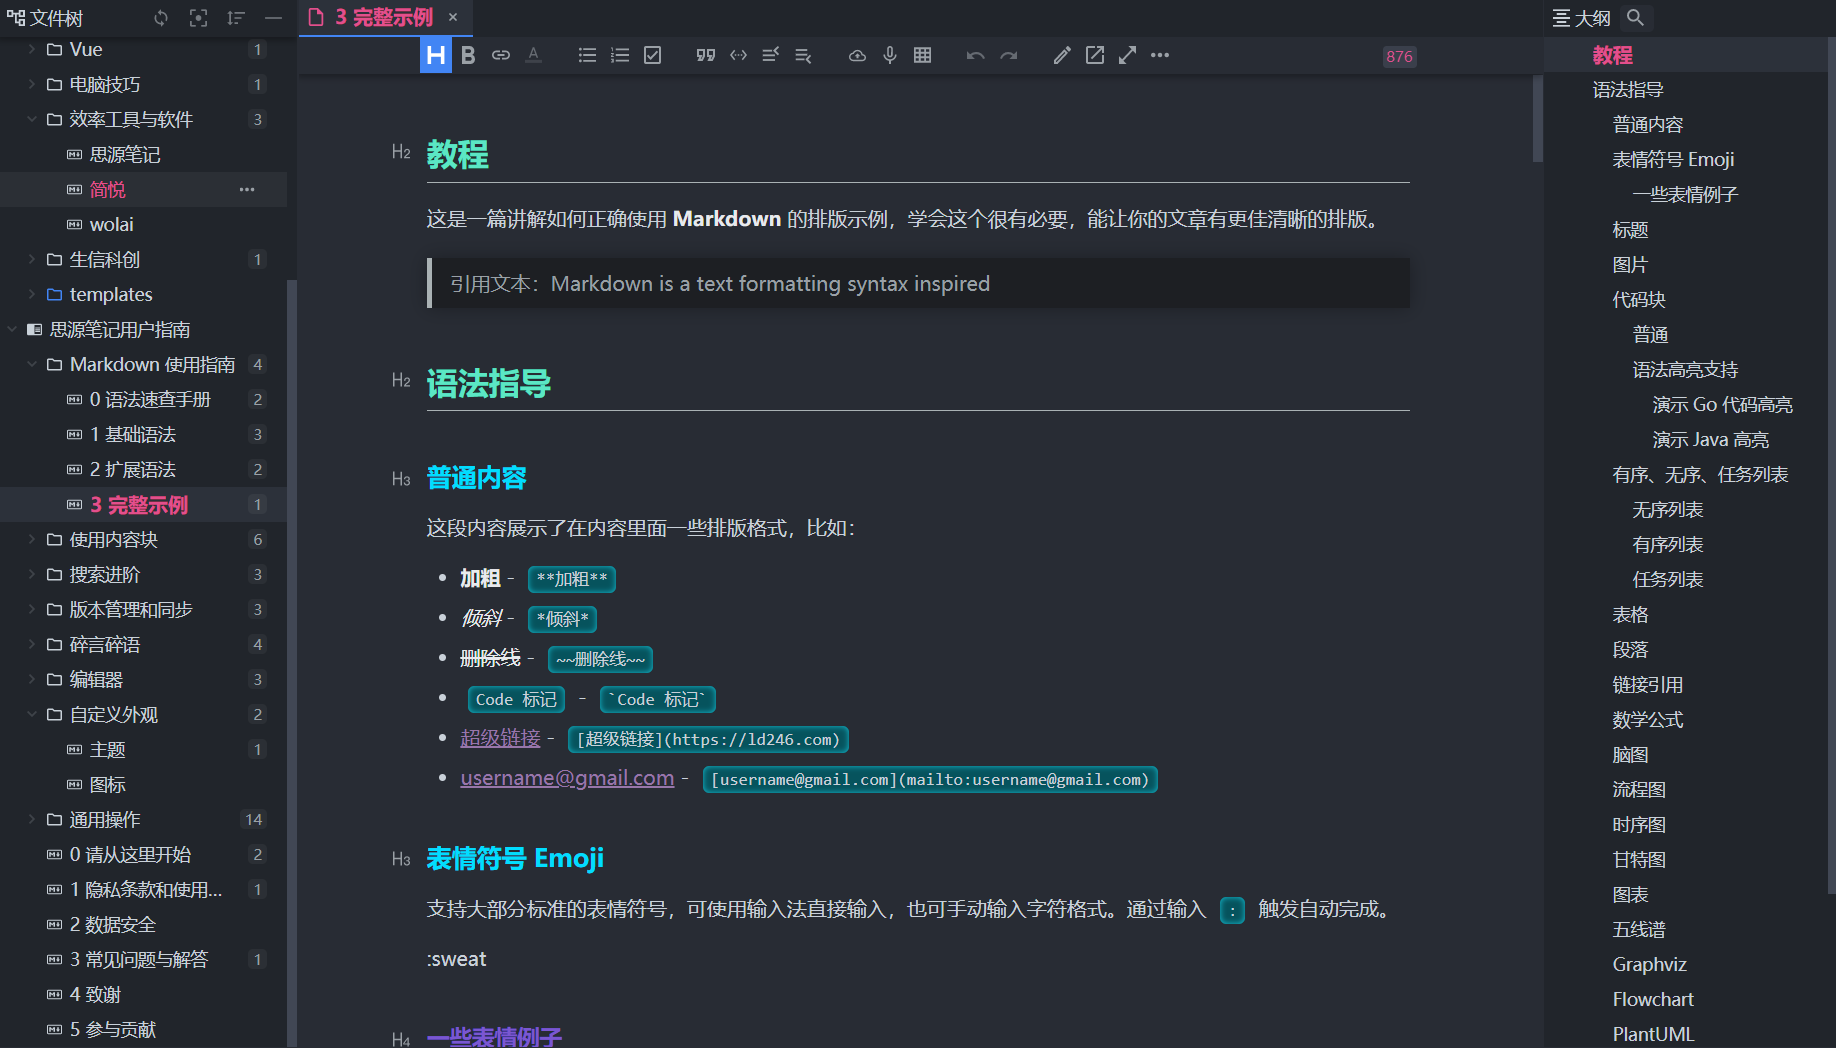 文件树
Vue 1
电脑技巧 1
效率工具与软件 3
思源笔记
简悦 •••
wolai
生信科创 1
templates
思源笔记用户指南
Markdown 使用指南 4
0 语法速查手册 2
1 基础语法 3
2 扩展语法 2
3 完整示例 1
使用内容块 6
搜索进阶 3
版本管理和同步 3
碎言碎语 4
编辑器 3
自定义外观 2
主题 1
图标
通用操作 14
0 请从这里开始 2
1 隐私条款和使用... 1
2 数据安全
3 常见问题与解答 1
4 致谢
5 参与贡献
3 完整示例 ×
H B A 876
H2 教程
这是一篇讲解如何正确使用 Markdown 的排版示例，学会这个很有必要，能让你的文章有更佳清晰的排版。
引用文本：Markdown is a text formatting syntax inspired
H2 语法指导
H3 普通内容
这段内容展示了在内容里面一些排版格式，比如：
• 加粗 - **加粗**
• 倾斜 - *倾斜*
• 删除线 - ~~删除线~~
• Code 标记 - `Code 标记`
• 超级链接 - [超级链接](https://ld246.com)
• username@gmail.com - [username@gmail.com](mailto:username@gmail.com)
H3 表情符号 Emoji
支持大部分标准的表情符号，可使用输入法直接输入，也可手动输入字符格式。通过输入 : 触发自动完成。
:sweat
H4 一些表情例子
大纲
教程
语法指导
普通内容
表情符号 Emoji
一些表情例子
标题
图片
代码块
普通
语法高亮支持
演示 Go 代码高亮
演示 Java 高亮
有序、无序、任务列表
无序列表
有序列表
任务列表
表格
段落
链接引用
数学公式
脑图
流程图
时序图
甘特图
图表
五线谱
Graphviz
Flowchart
PlantUML